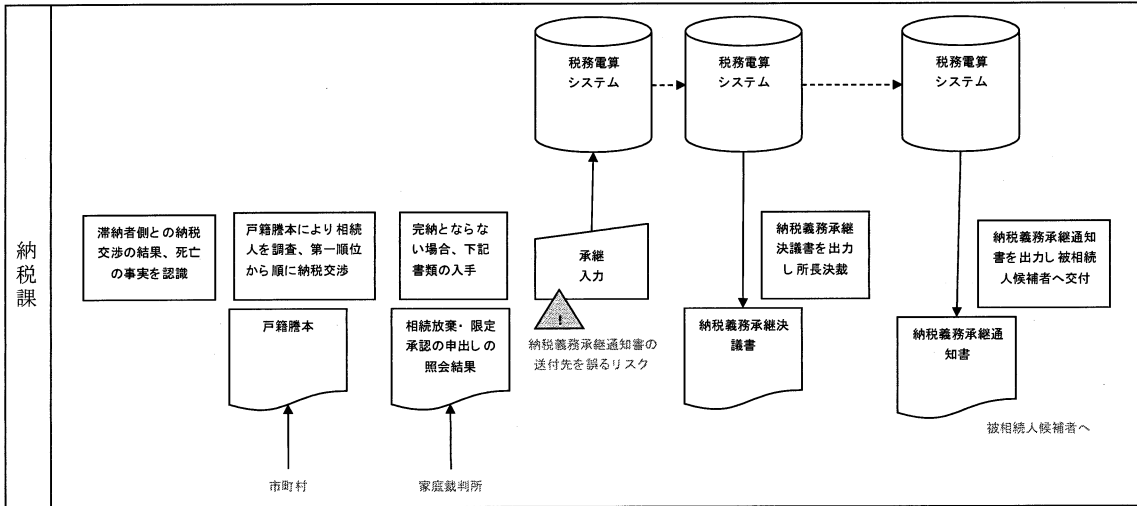 納税課
税務電算
システム
税務電算
システム
税務電算
システム
滞納者側との納税
交渉の結果、死亡
の事実を認識
戸籍謄本により相続
人を調査、第一順位
から順に納税交渉
完納とならな
い場合、下記
書類の入手
承継
入力
納税義務承継
決議書を出力
し所長決裁
納税義務承継通知
書を出力し被相続
人候補者へ交付
戸籍謄本
相続放棄・限定
承認の申出しの
照会結果
!
納税義務承継通知書の
送付先を誤るリスク
納税義務承継決
議書
納税義務承継通
知書
被相続人候補者へ
市町村
家庭裁判所